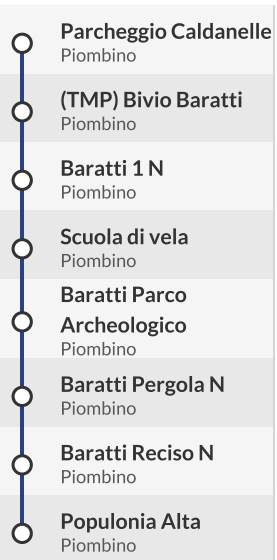 Parcheggio Caldanelle
Piombino
(TMP) Bivio Baratti
Piombino
Baratti 1 N
Piombino
Scuola di vela
Piombino
Baratti Parco
Archeologico
Piombino
Baratti Pergola N
Piombino
Baratti Reciso N
Piombino
Populonia Alta
Piombino